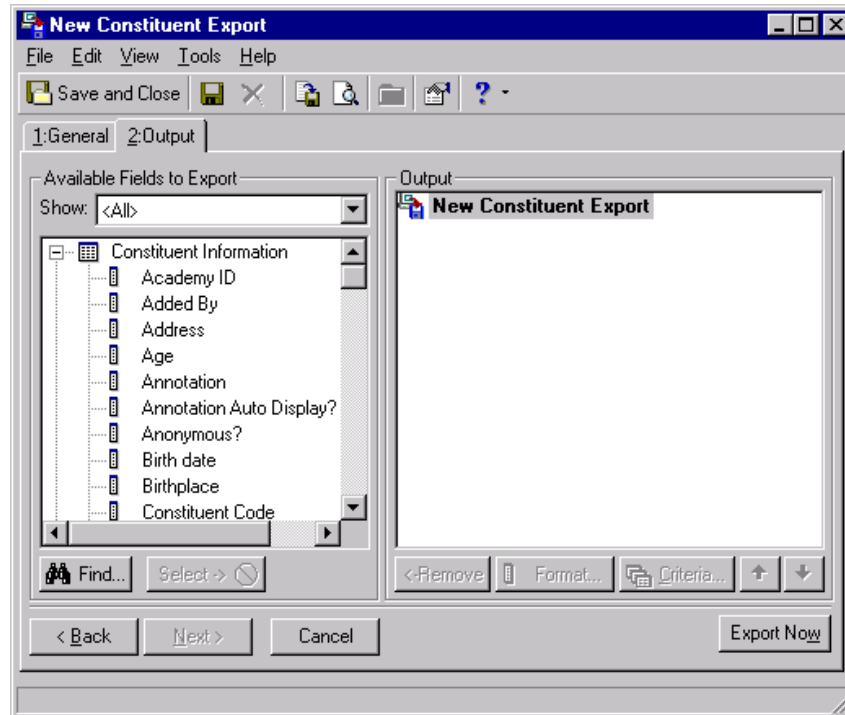 New Constituent Export
File Edit View Tools Help
Save and Close ?
1:General 2:Output
Available Fields to Export
Show: <All>
Constituent Information
Academy ID
Added By
Address
Age
Annotation
Annotation Auto Display?
Anonymous?
Birth date
Birthplace
Constituent Code
Find... Select ->
Output
New Constituent Export
<-Remove Format... Criteria...
< Back Next > Cancel Export Now